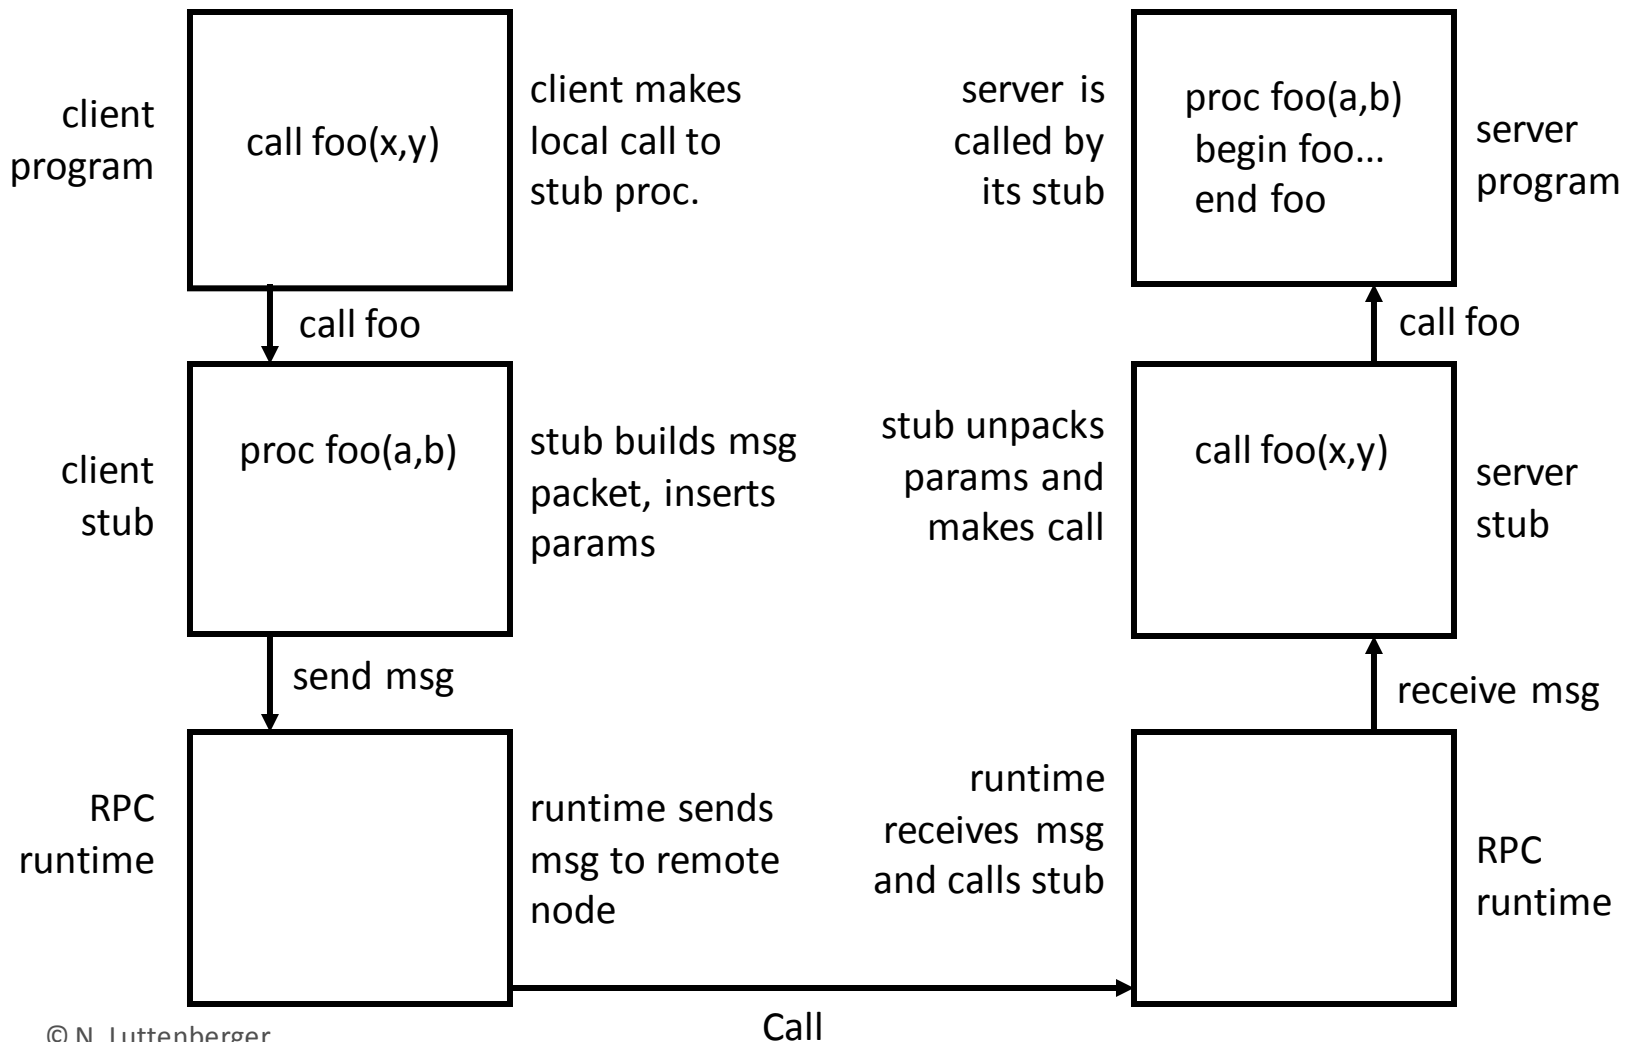 client
program
call foo(x,y)
client makes
local call to
stub proc.
server is
called by
its stub
proc foo(a,b)
begin foo...
end foo
server
program
call foo
call foo
client
stub
proc foo(a,b)
stub builds msg
packet, inserts
params
stub unpacks
params and
makes call
call foo(x,y)
server
stub
send msg
receive msg
RPC
runtime
runtime sends
msg to remote
node
runtime
receives msg
and calls stub
RPC
runtime
Call
© N. Luttenberger